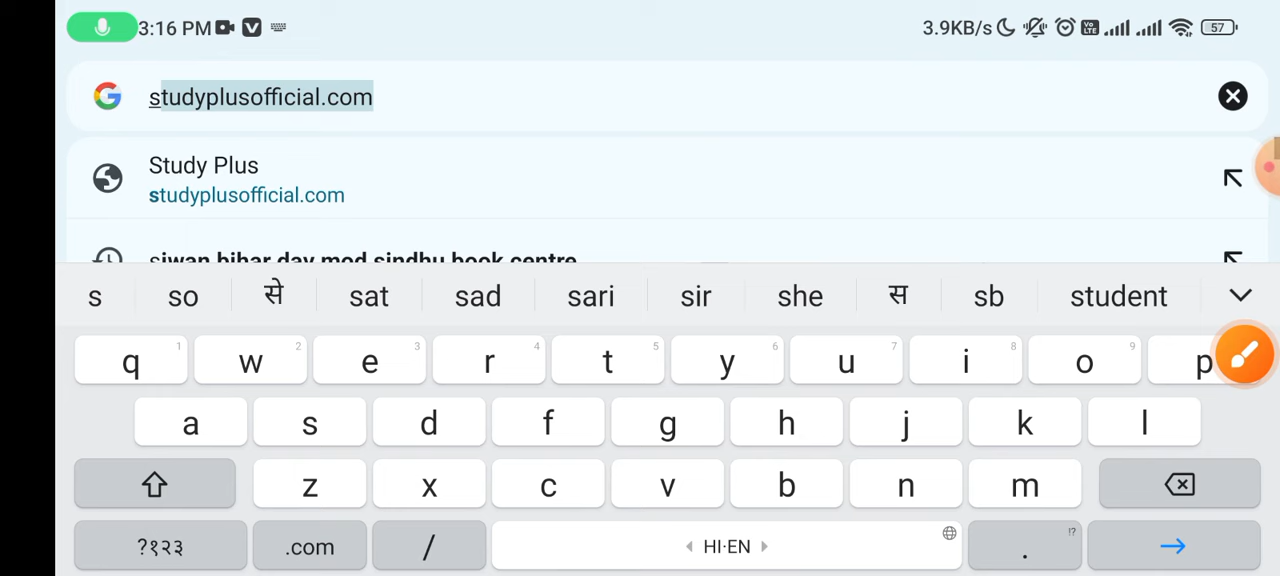 3:16 PM V 3.9KB/s Vo LTE 57
studyplusofficial.com
Study Plus
studyplusofficial.com
siwan bihar day mod sindhu book centre
s so से sat sad sari sir she स sb student
q 1 w 2 e 3 r 4 t 5 y 6 u 7 i 8 o 9 p
a s d f g h j k l
z x c v b n m
?१२३ .com / HI·EN . !?